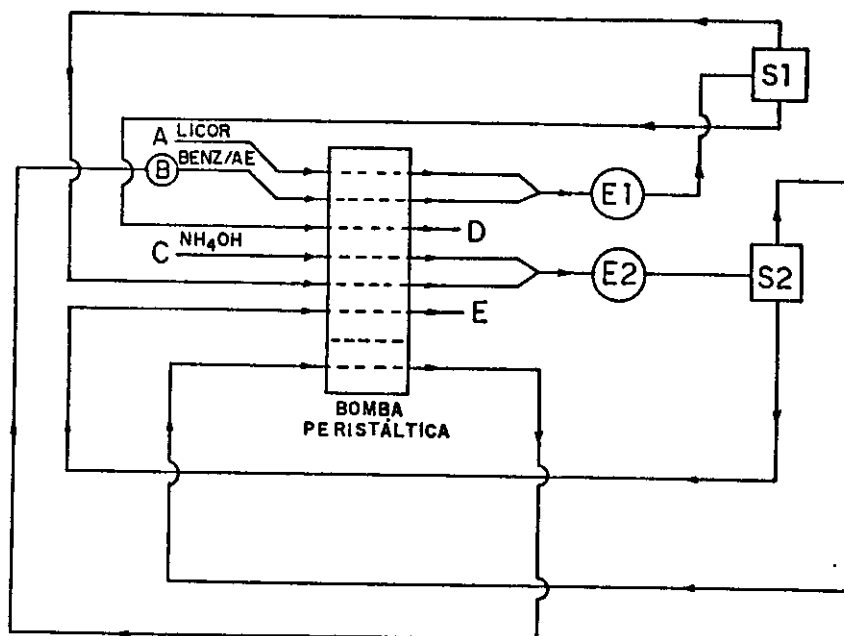 S1
A LICOR
B BENZ/AE
E1
D
C NH₄OH
E2
S2
E
BOMBA
PERISTÁLTICA